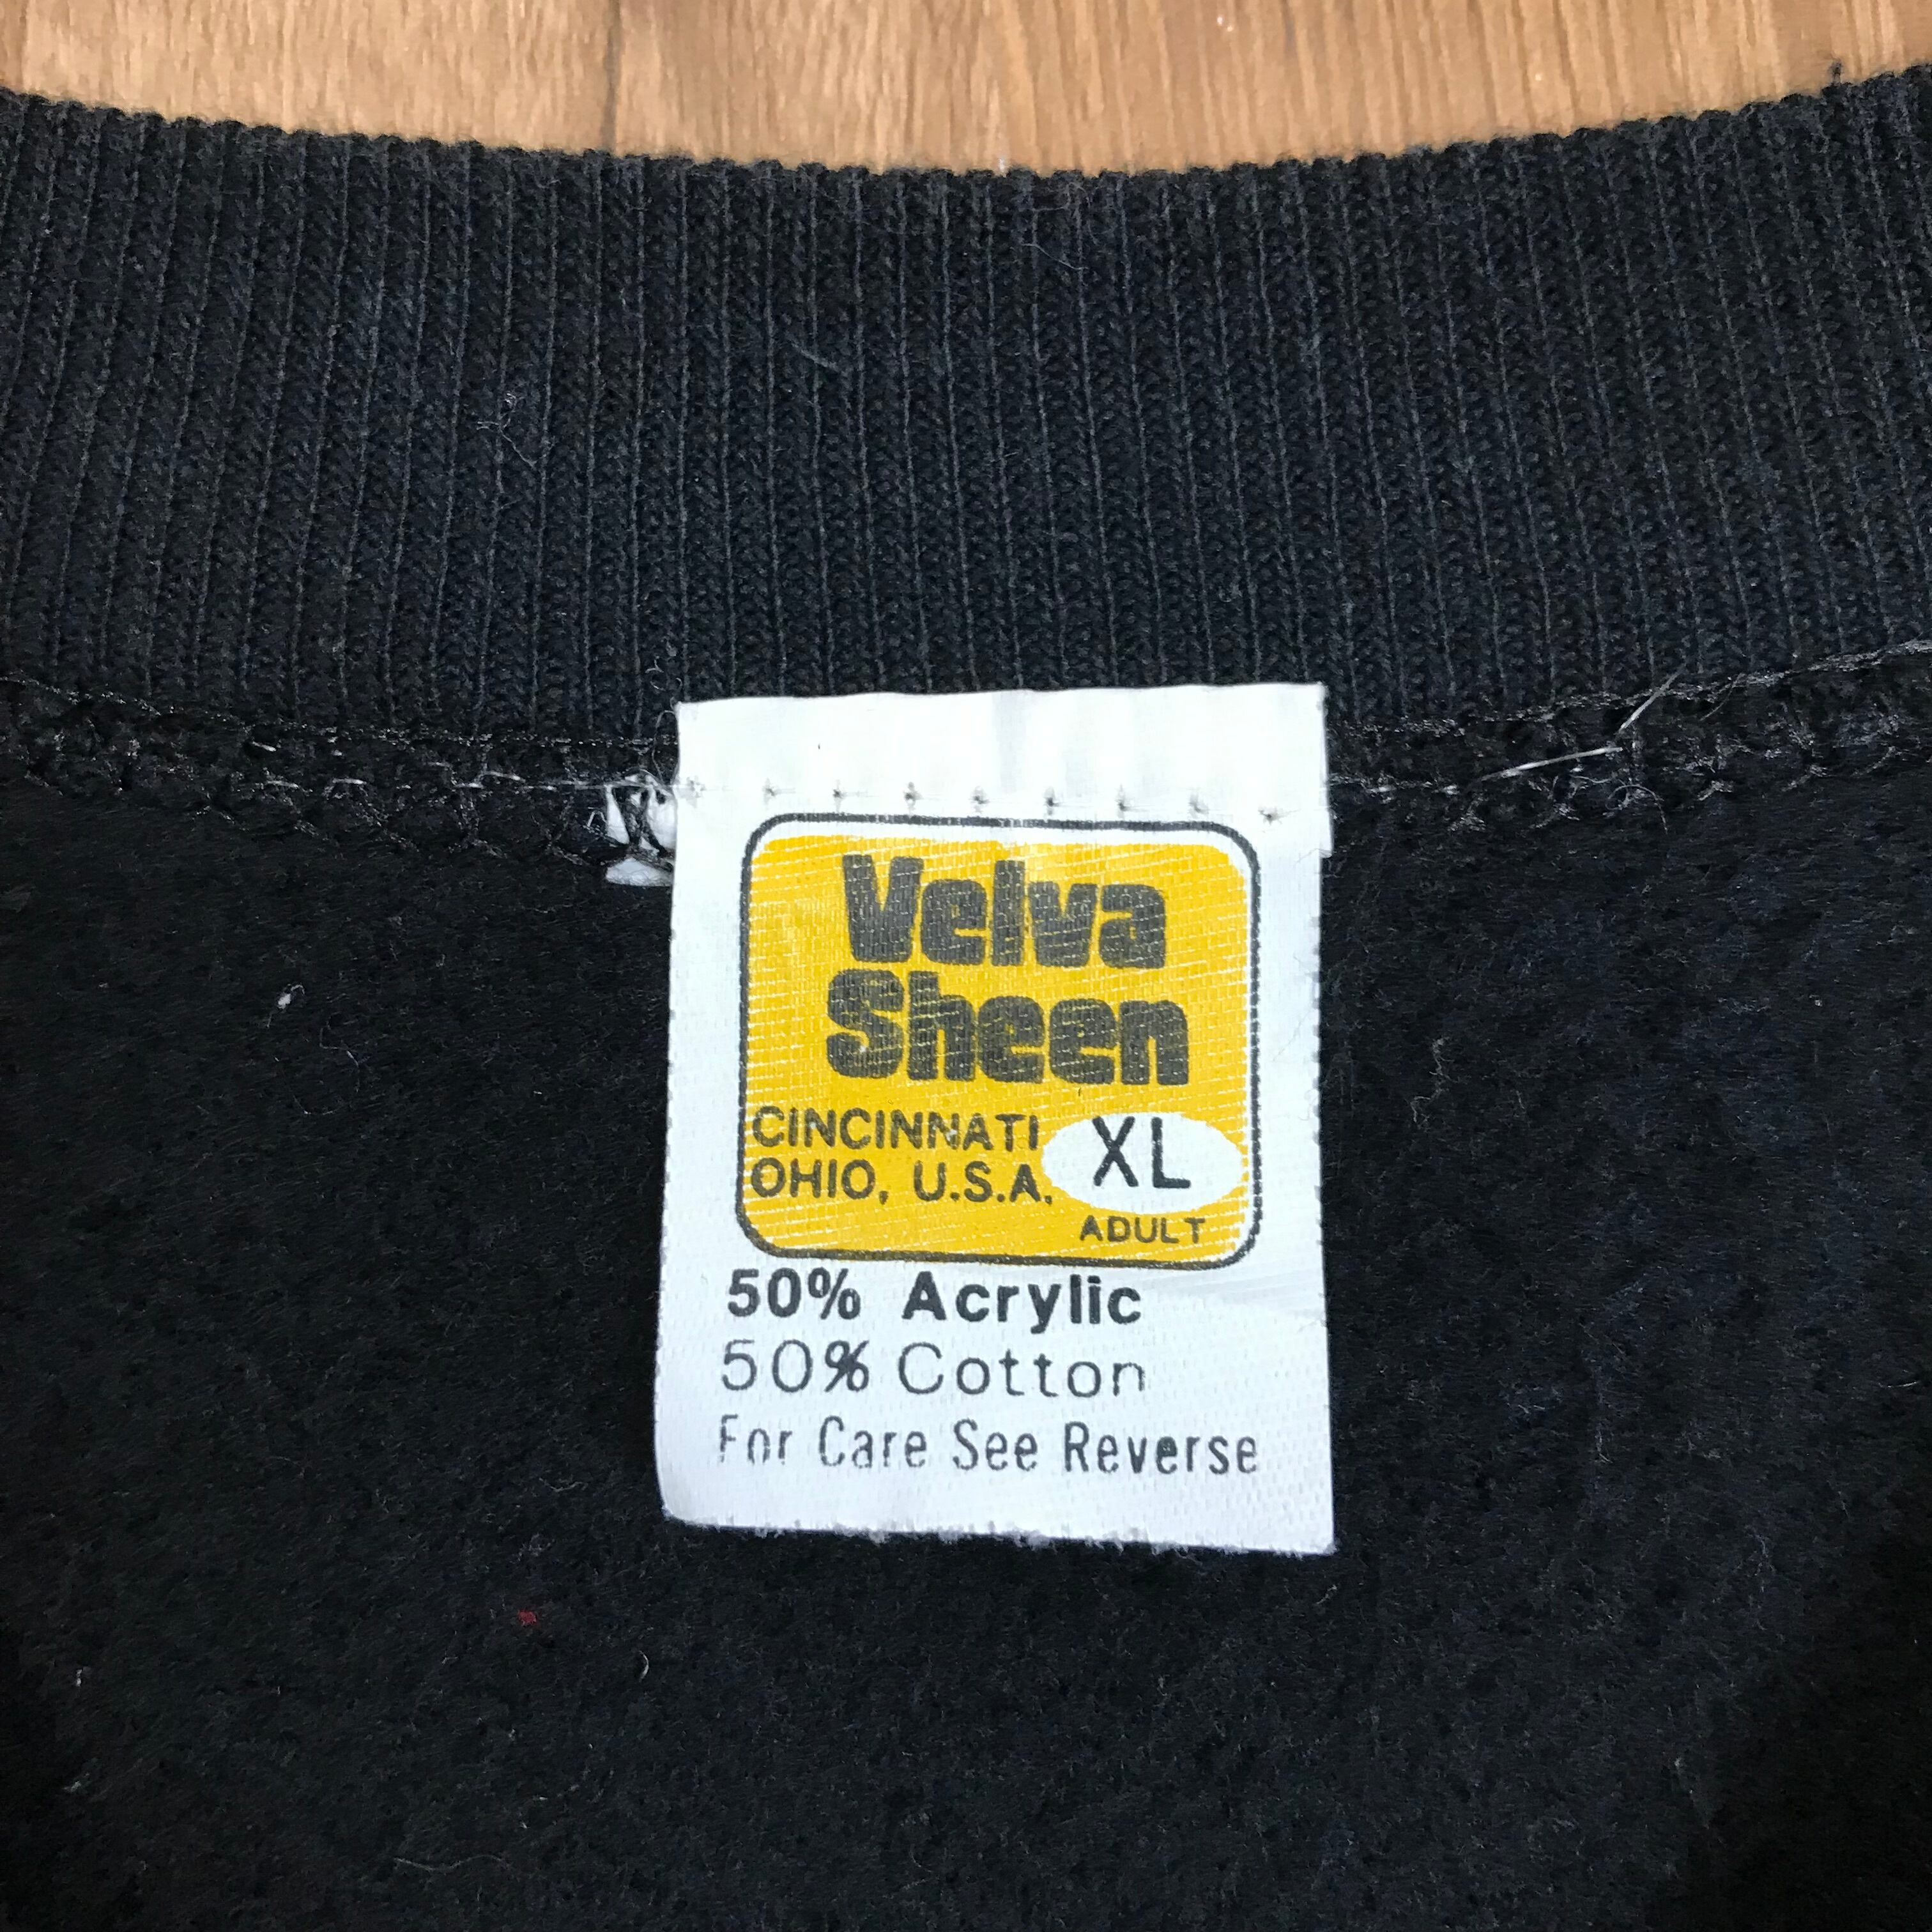 Velva
Sheen
CINCINNATI
OHIO, U.S.A.
XL
ADULT
50% Acrylic
50% Cotton
For Care See Reverse